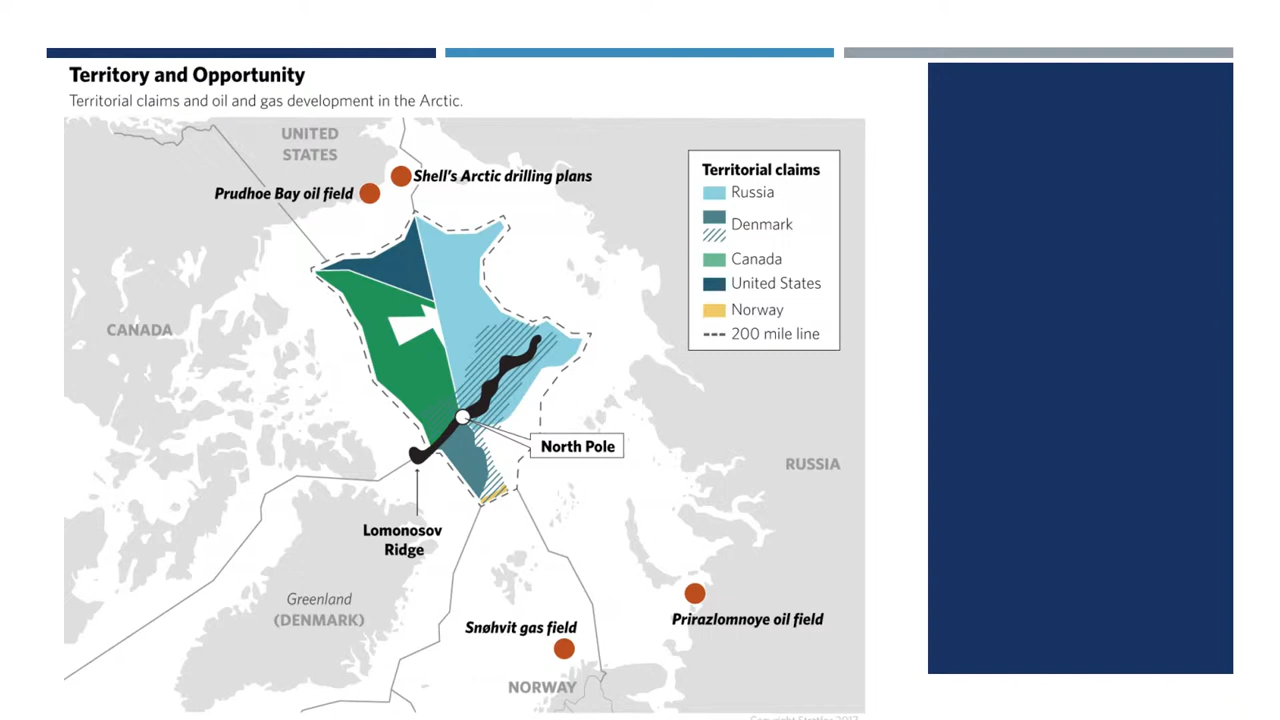 Territory and Opportunity
Territorial claims and oil and gas development in the Arctic.
UNITED
STATES
Shell's Arctic drilling plans
Prudhoe Bay oil field
Territorial claims
Russia
Denmark
Canada
United States
Norway
200 mile line
CANADA
North Pole
RUSSIA
Lomonosov
Ridge
Greenland
(DENMARK)
Snøhvit gas field
Prirazlomnoye oil field
NORWAY